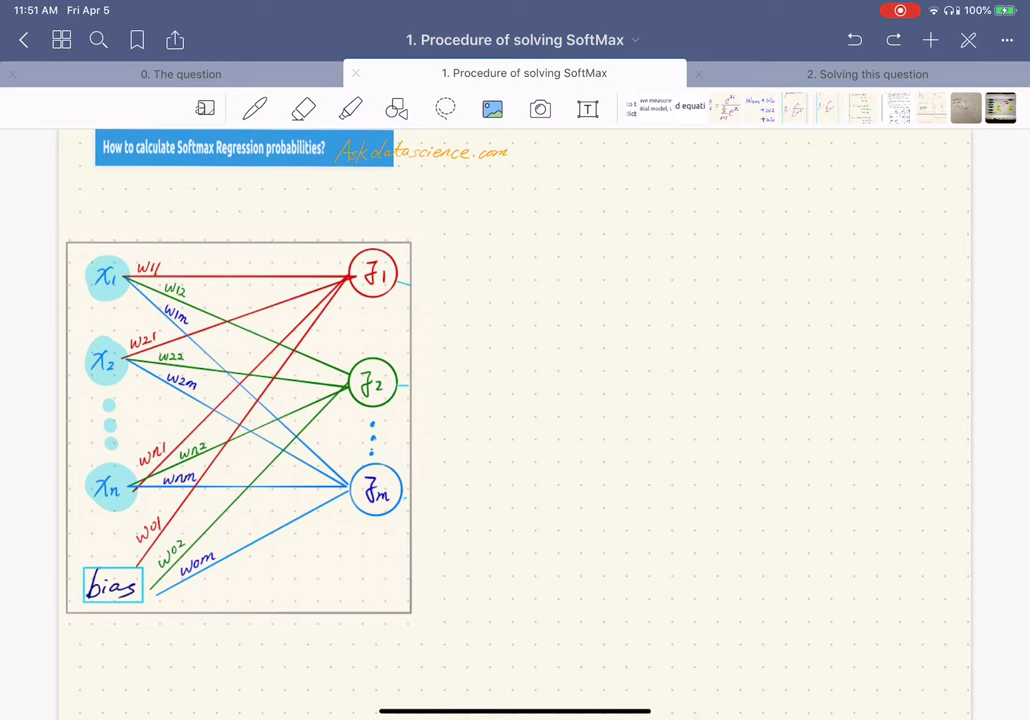 11:51 AM Fri Apr 5
100%
1. Procedure of solving SoftMax
0. The question
1. Procedure of solving SoftMax
2. Solving this question
How to calculate Softmax Regression probabilities? Askdatascience.com
x1
w11
w12
w1m
z1
x2
w21
w22
w2m
z2
xn
wn1
wn2
wnm
zm
w01
w02
w0m
bias